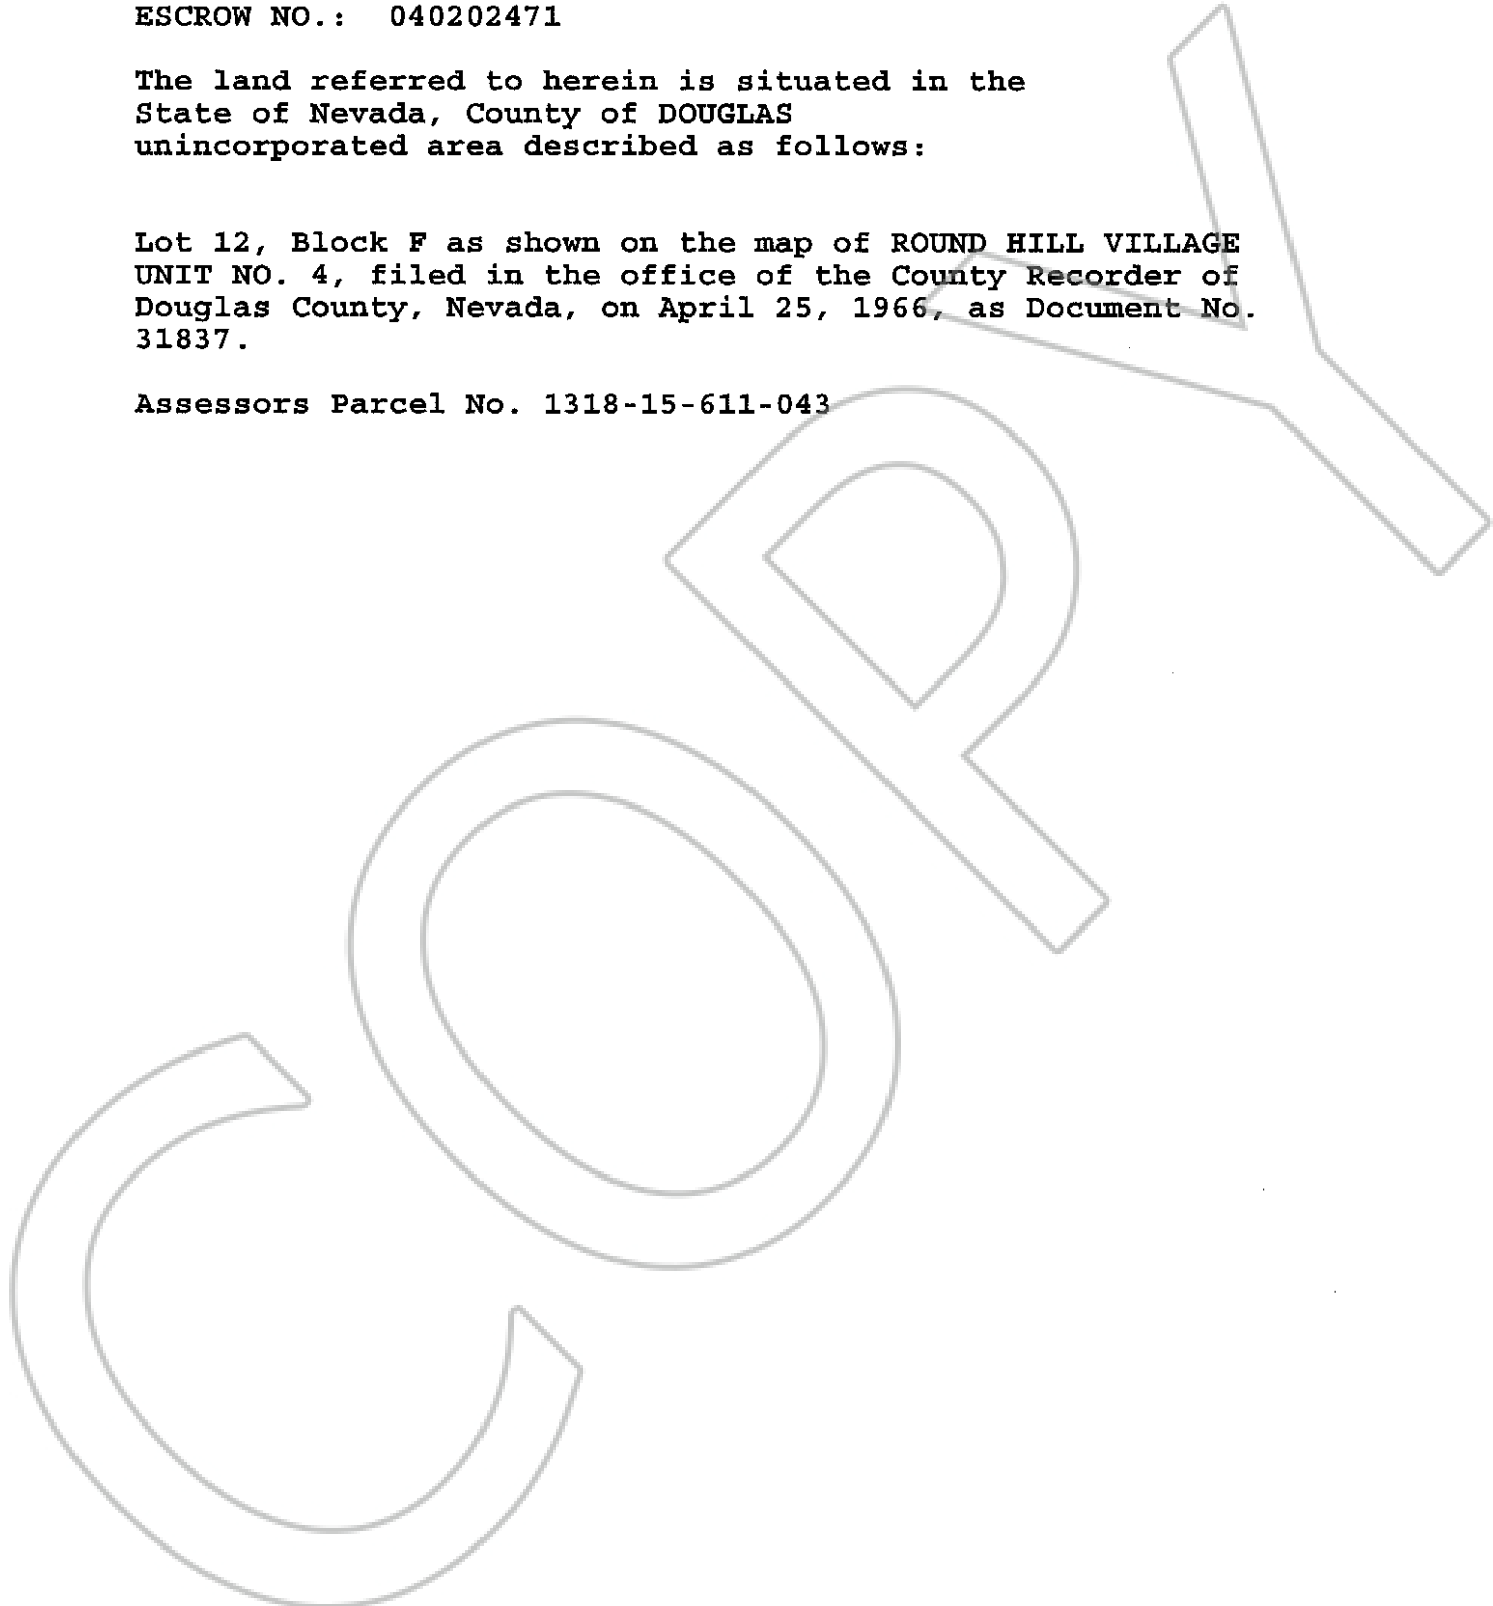 ESCROW NO.: 040202471
The land referred to herein is situated in the
State of Nevada, County of DOUGLAS
unincorporated area described as follows:
Lot 12, Block F as shown on the map of ROUND HILL VILLAGE
UNIT NO. 4, filed in the office of the County Recorder of
Douglas County, Nevada, on April 25, 1966, as Document No.
31837.
Assessors Parcel No. 1318-15-611-043
COPY